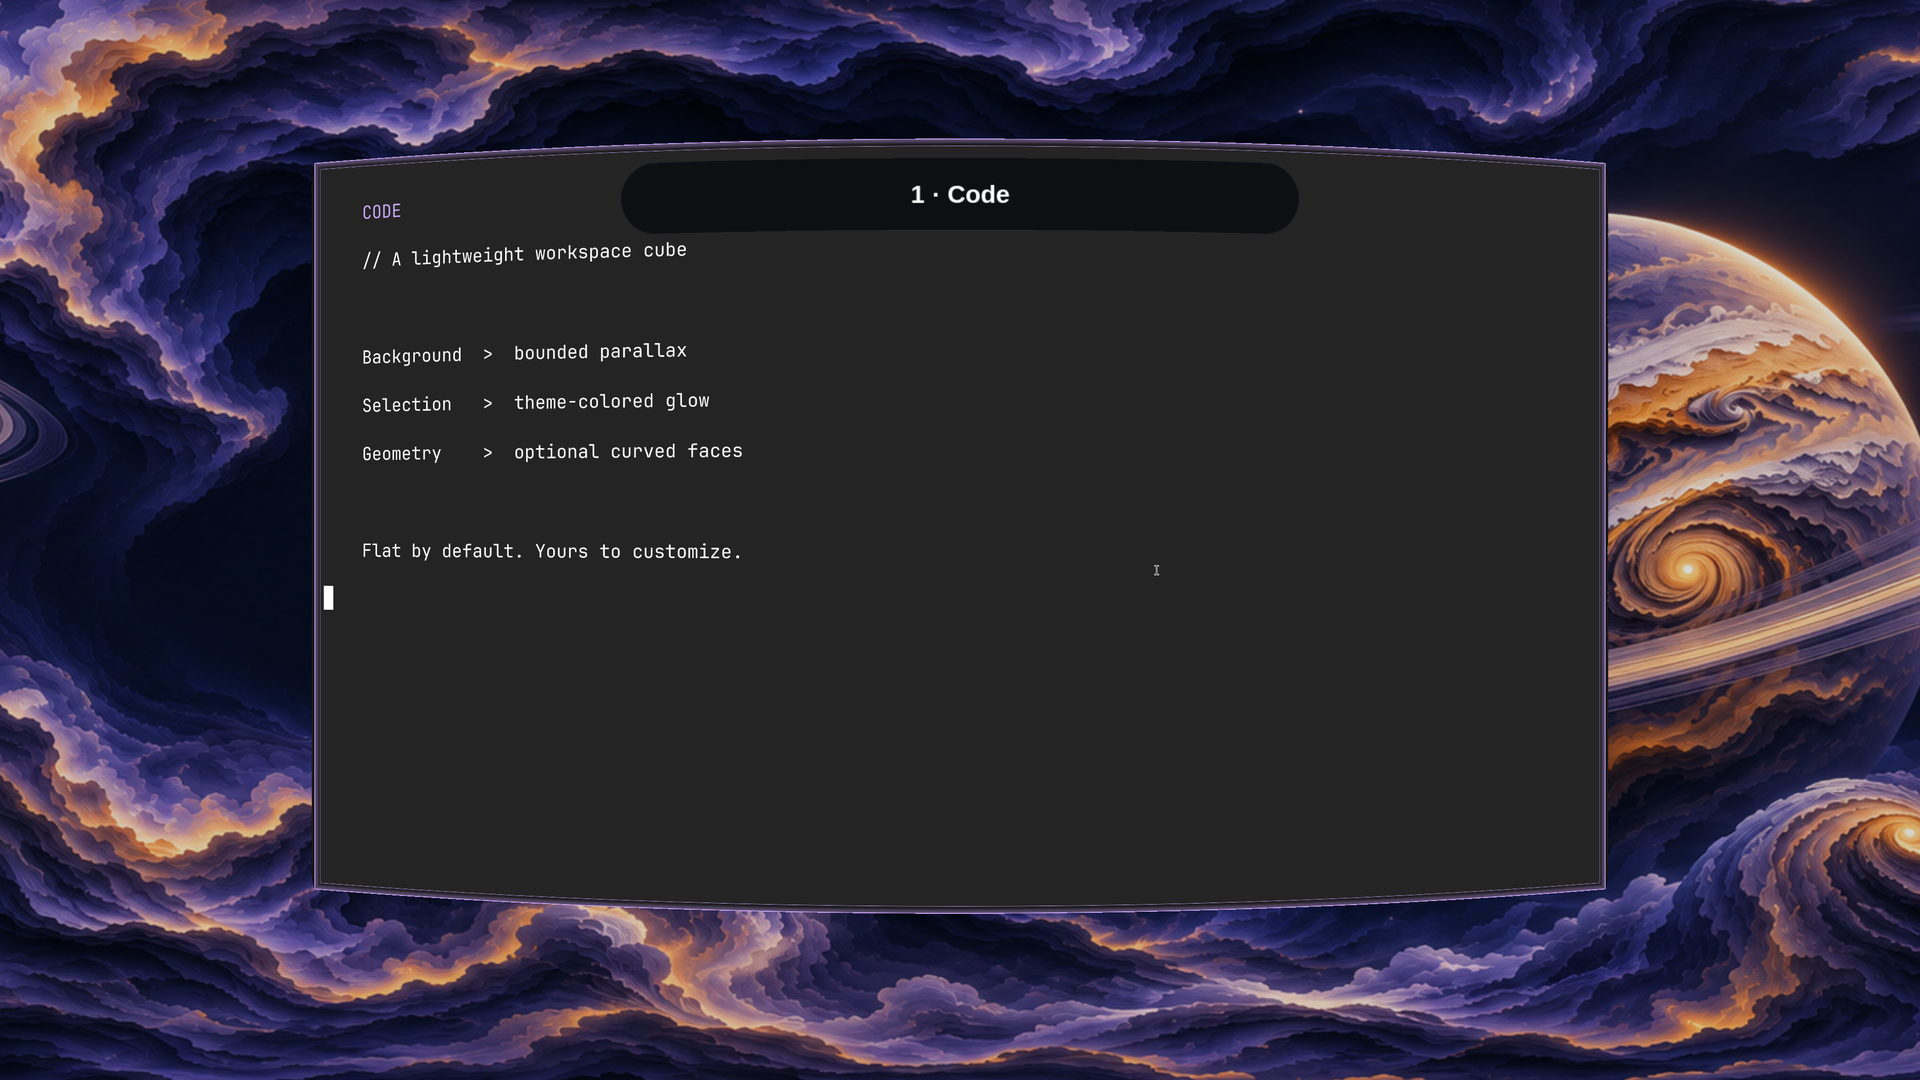 1 · Code
CODE
// A lightweight workspace cube
Background > bounded parallax
Selection > theme-colored glow
Geometry > optional curved faces
Flat by default. Yours to customize.